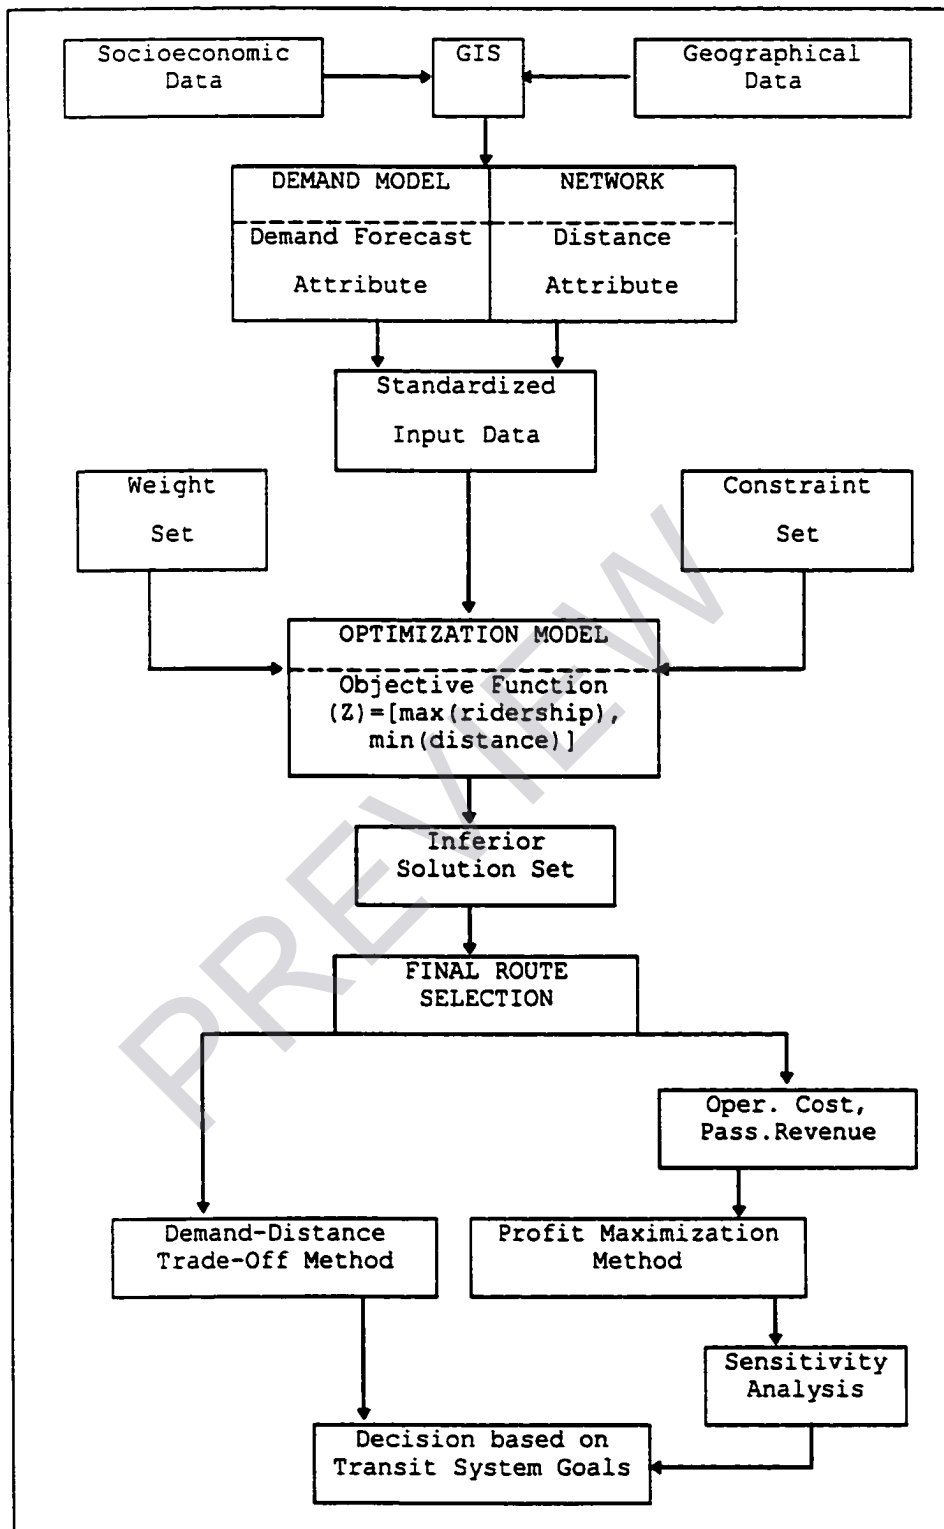 Socioeconomic
Data
GIS
Geographical
Data
DEMAND MODEL
NETWORK
Demand Forecast
Attribute
Distance
Attribute
Standardized
Input Data
Weight
Set
Constraint
Set
OPTIMIZATION MODEL
Objective Function
(Z)=[max(ridership),
min(distance)]
Inferior
Solution Set
FINAL ROUTE
SELECTION
Oper. Cost,
Pass.Revenue
Demand-Distance
Trade-Off Method
Profit Maximization
Method
Sensitivity
Analysis
Decision based on
Transit System Goals
PREVIEW